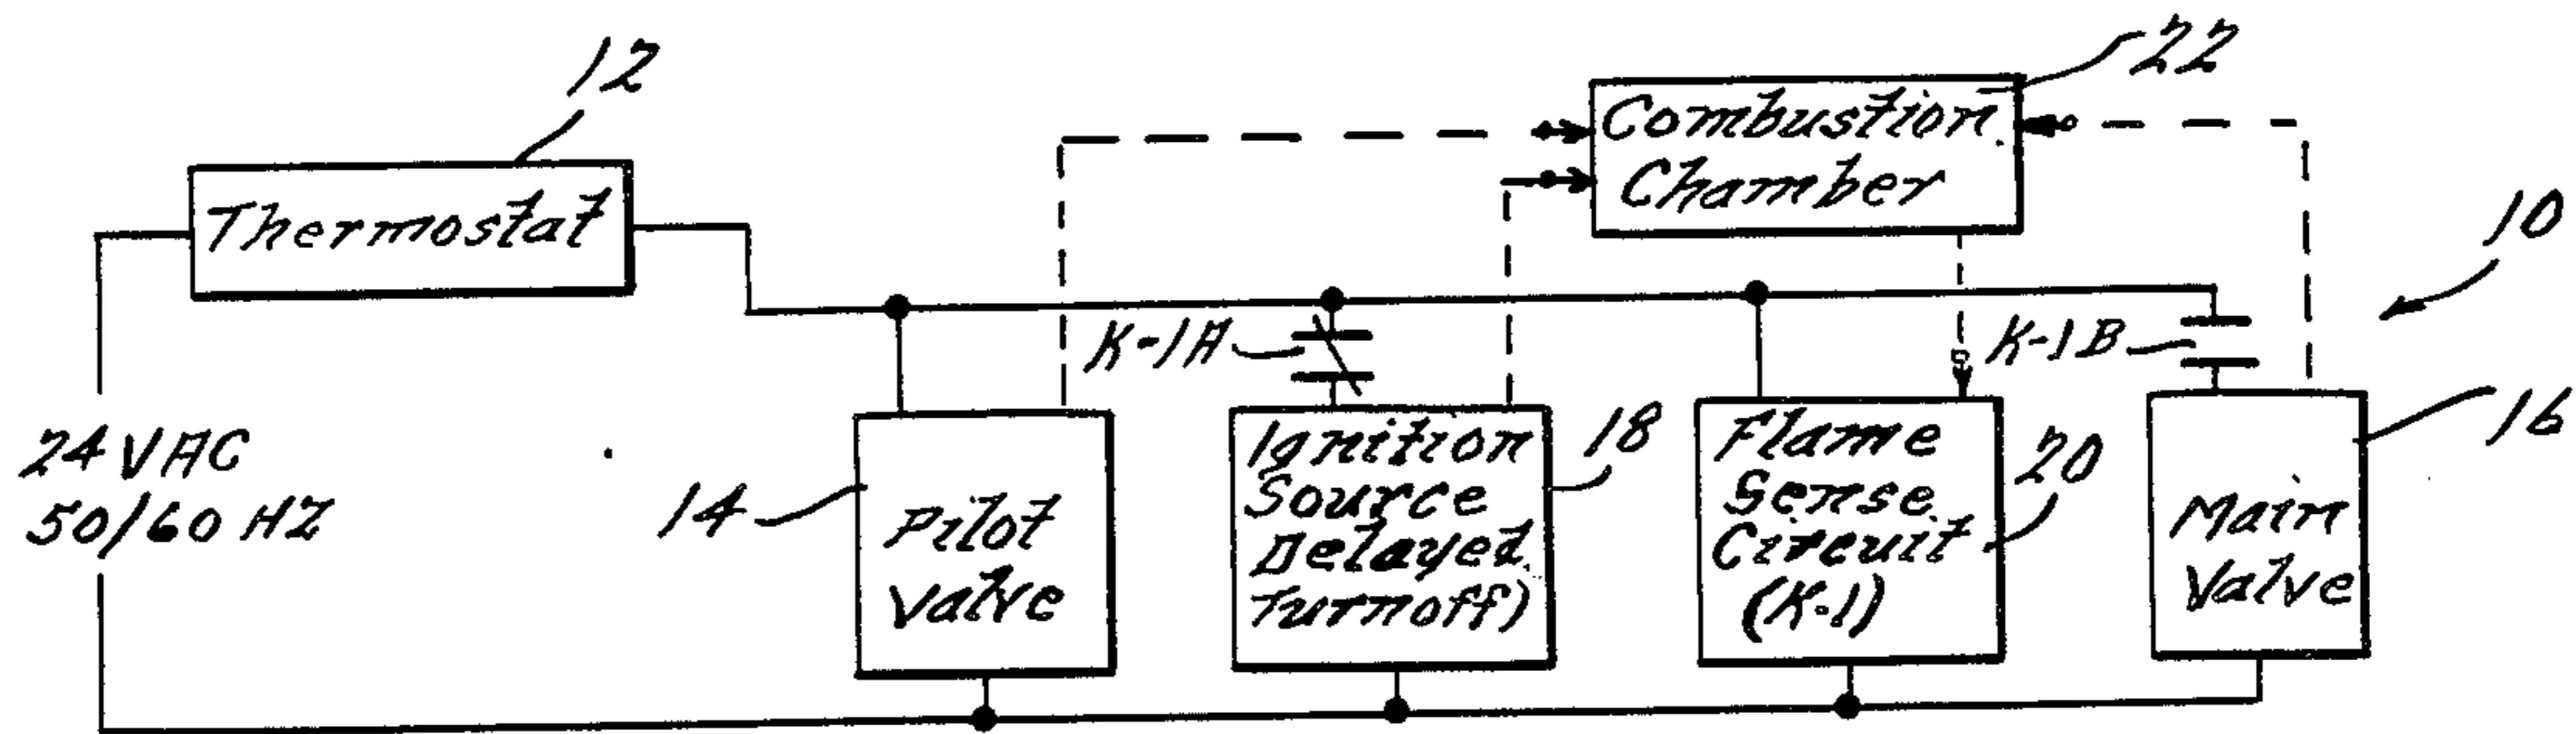 12
22
Combustion
Chamber
Thermostat
10
K-1A
K-1B
24 VAC
50/60 HZ
14
Pilot
Valve
Ignition
Source
Delayed
Turnoff)
18
Flame
Sense
Circuit
(K-1)
20
Main
Valve
16